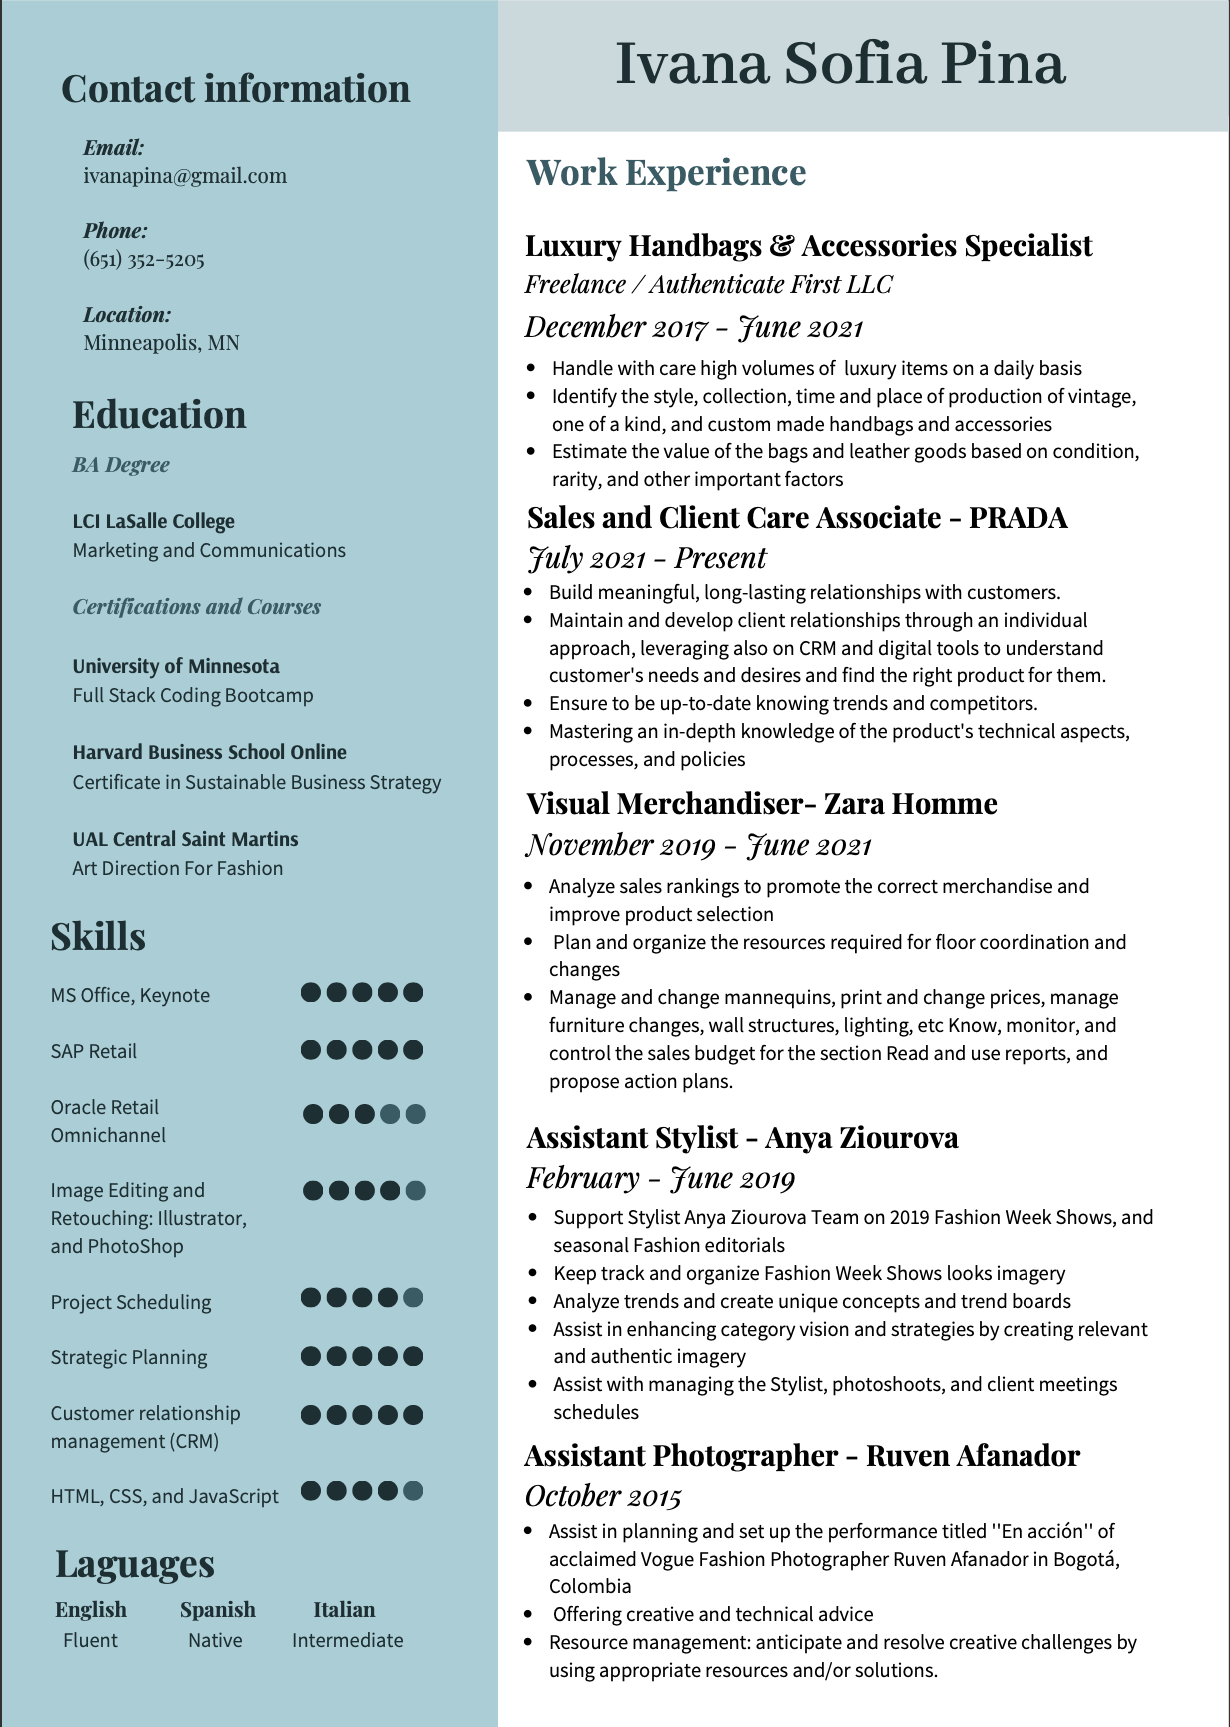 Contact information
Email:
ivanapina@gmail.com
Phone:
(651) 352-5205
Location:
Minneapolis, MN
Education
BA Degree
LCI LaSalle College
Marketing and Communications
Certifications and Courses
University of Minnesota
Full Stack Coding Bootcamp
Harvard Business School Online
Certificate in Sustainable Business Strategy
UAL Central Saint Martins
Art Direction For Fashion
Skills
MS Office, Keynote
SAP Retail
Oracle Retail
Omnichannel
Image Editing and
Retouching: Illustrator,
and PhotoShop
Project Scheduling
Strategic Planning
Customer relationship
management (CRM)
HTML, CSS, and JavaScript
Laguages
English Spanish Italian
Fluent Native Intermediate
Ivana Sofia Pina
Work Experience
Luxury Handbags & Accessories Specialist
Freelance / Authenticate First LLC
December 2017 - June 2021
• Handle with care high volumes of luxury items on a daily basis
• Identify the style, collection, time and place of production of vintage,
one of a kind, and custom made handbags and accessories
• Estimate the value of the bags and leather goods based on condition,
rarity, and other important factors
Sales and Client Care Associate - PRADA
July 2021 - Present
• Build meaningful, long-lasting relationships with customers.
• Maintain and develop client relationships through an individual
approach, leveraging also on CRM and digital tools to understand
customer's needs and desires and find the right product for them.
• Ensure to be up-to-date knowing trends and competitors.
• Mastering an in-depth knowledge of the product's technical aspects,
processes, and policies
Visual Merchandiser- Zara Homme
November 2019 - June 2021
• Analyze sales rankings to promote the correct merchandise and
improve product selection
• Plan and organize the resources required for floor coordination and
changes
• Manage and change mannequins, print and change prices, manage
furniture changes, wall structures, lighting, etc Know, monitor, and
control the sales budget for the section Read and use reports, and
propose action plans.
Assistant Stylist - Anya Ziourova
February - June 2019
• Support Stylist Anya Ziourova Team on 2019 Fashion Week Shows, and
seasonal Fashion editorials
• Keep track and organize Fashion Week Shows looks imagery
• Analyze trends and create unique concepts and trend boards
• Assist in enhancing category vision and strategies by creating relevant
and authentic imagery
• Assist with managing the Stylist, photoshoots, and client meetings
schedules
Assistant Photographer - Ruven Afanador
October 2015
• Assist in planning and set up the performance titled ''En acción'' of
acclaimed Vogue Fashion Photographer Ruven Afanador in Bogotá,
Colombia
• Offering creative and technical advice
• Resource management: anticipate and resolve creative challenges by
using appropriate resources and/or solutions.